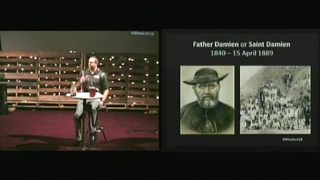 Father Damien or Saint Damien
1840 – 15 April 1889